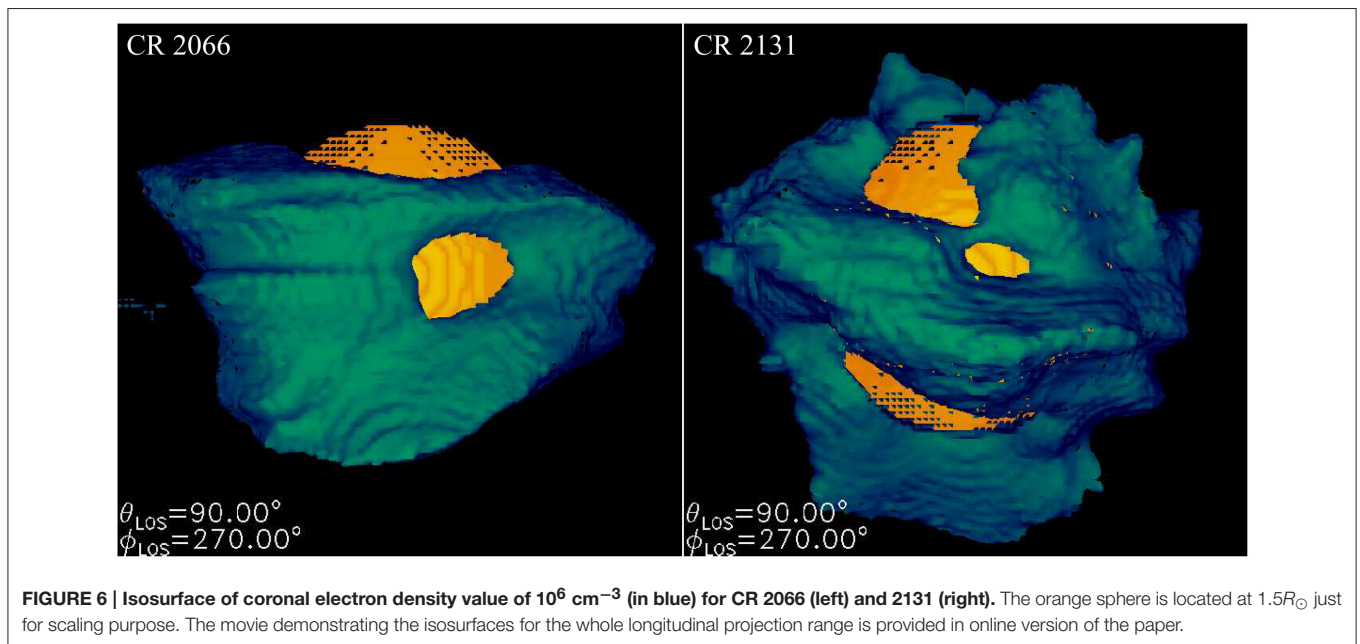 CR 2066
CR 2131
θLOS=90.00°
ϕLOS=270.00°
θLOS=90.00°
ϕLOS=270.00°
FIGURE 6 | Isosurface of coronal electron density value of 10⁶ cm⁻³ (in blue) for CR 2066 (left) and 2131 (right). The orange sphere is located at 1.5R⊙ just
for scaling purpose. The movie demonstrating the isosurfaces for the whole longitudinal projection range is provided in online version of the paper.